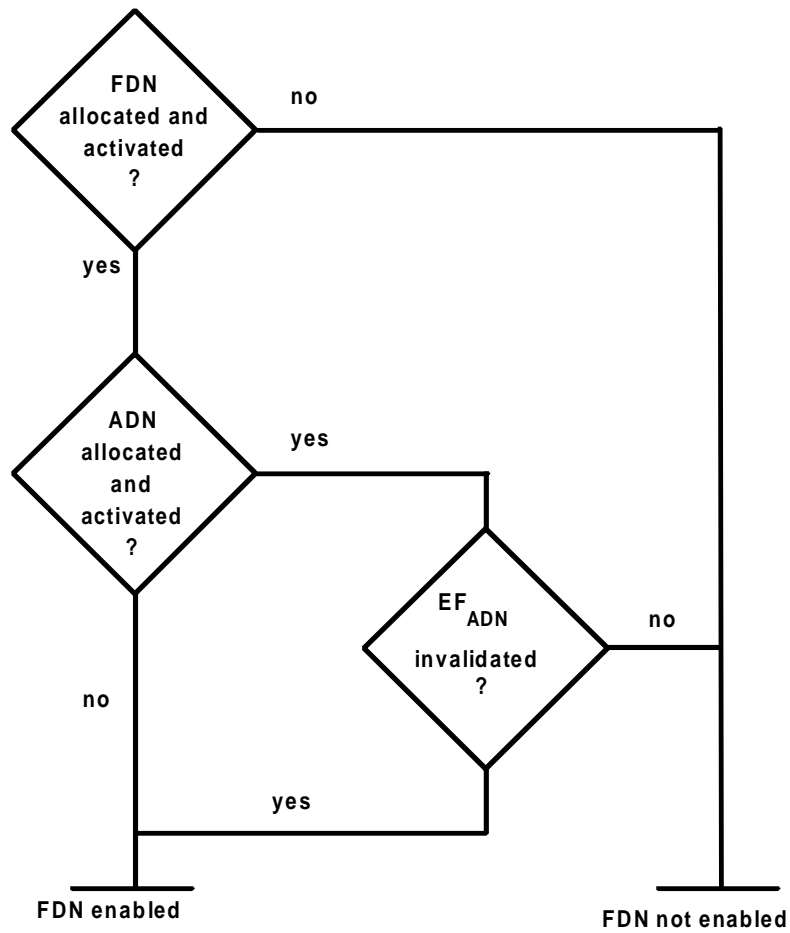 FDN
allocated and
activated
?
no
yes
ADN
allocated
and
activated
?
yes
EF ADN
invalidated
?
no
no
yes
FDN enabled
FDN not enabled